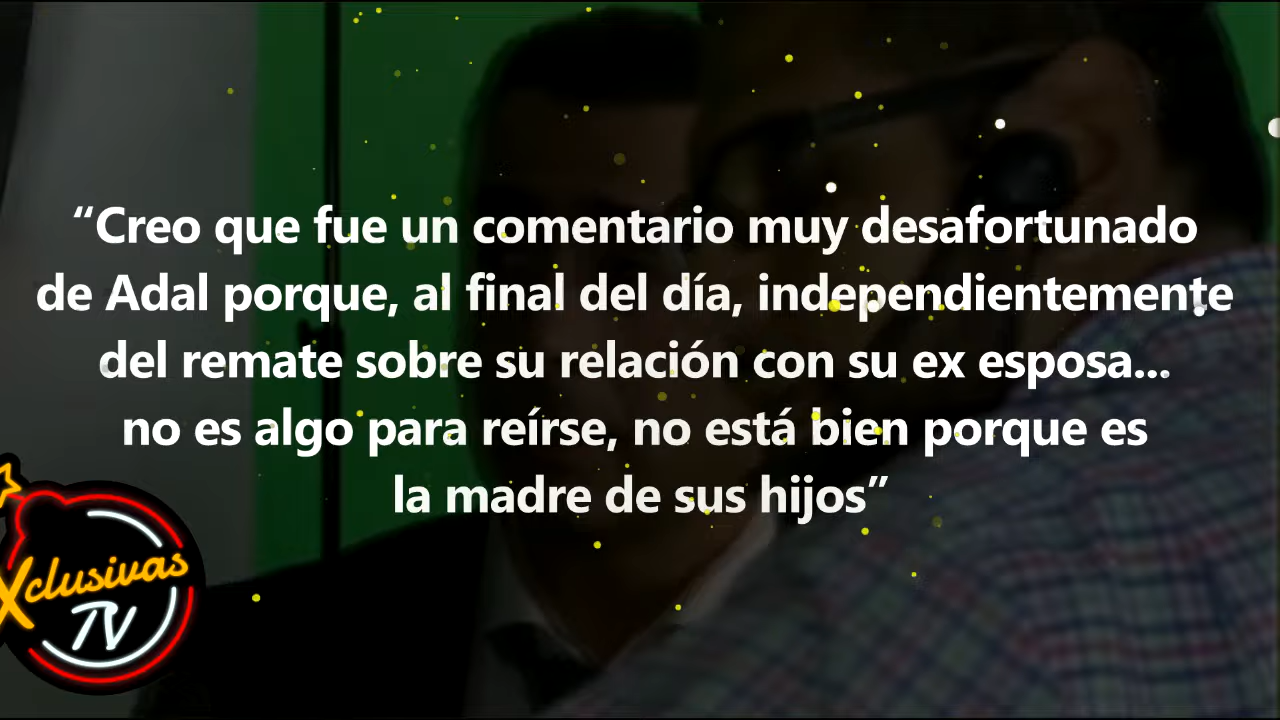 “Creo que fue un comentario muy desafortunado
de Adal porque, al final del día, independientemente
del remate sobre su relación con su ex esposa...
no es algo para reírse, no está bien porque es
la madre de sus hijos”
Xclusivas
TV